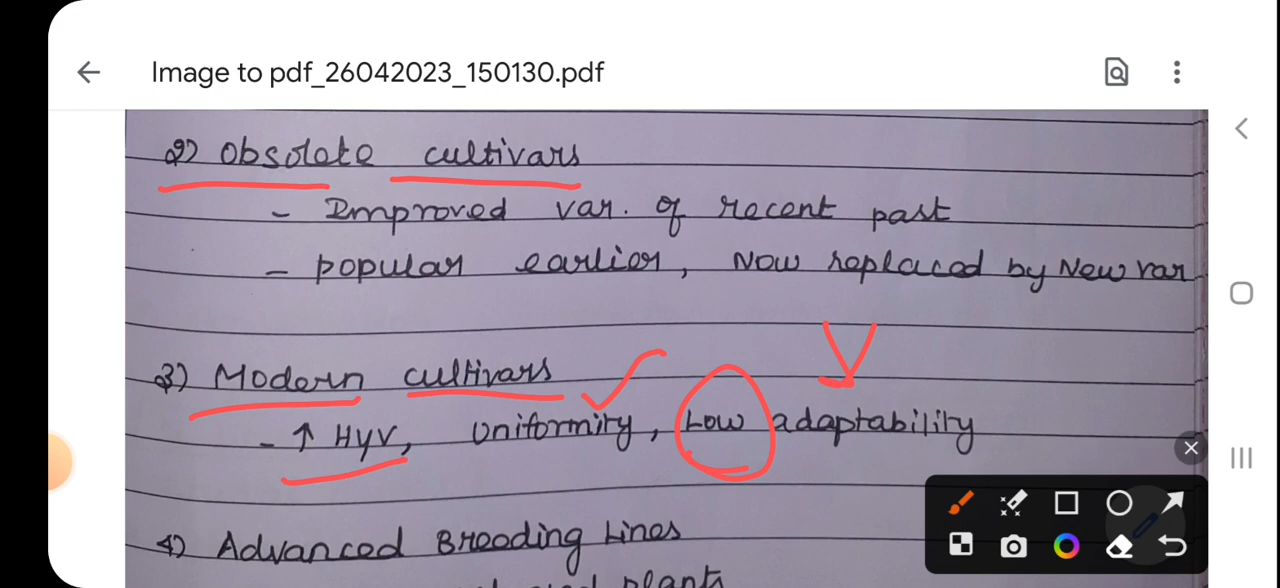 Image to pdf_26042023_150130.pdf
2) Obsolete cultivars
- Improved var. of recent past
- popular earlier, Now replaced by New var
3) Modern cultivars
- ↑ HYV, Uniformity, Low adaptability
4) Advanced Breeding Lines
plants